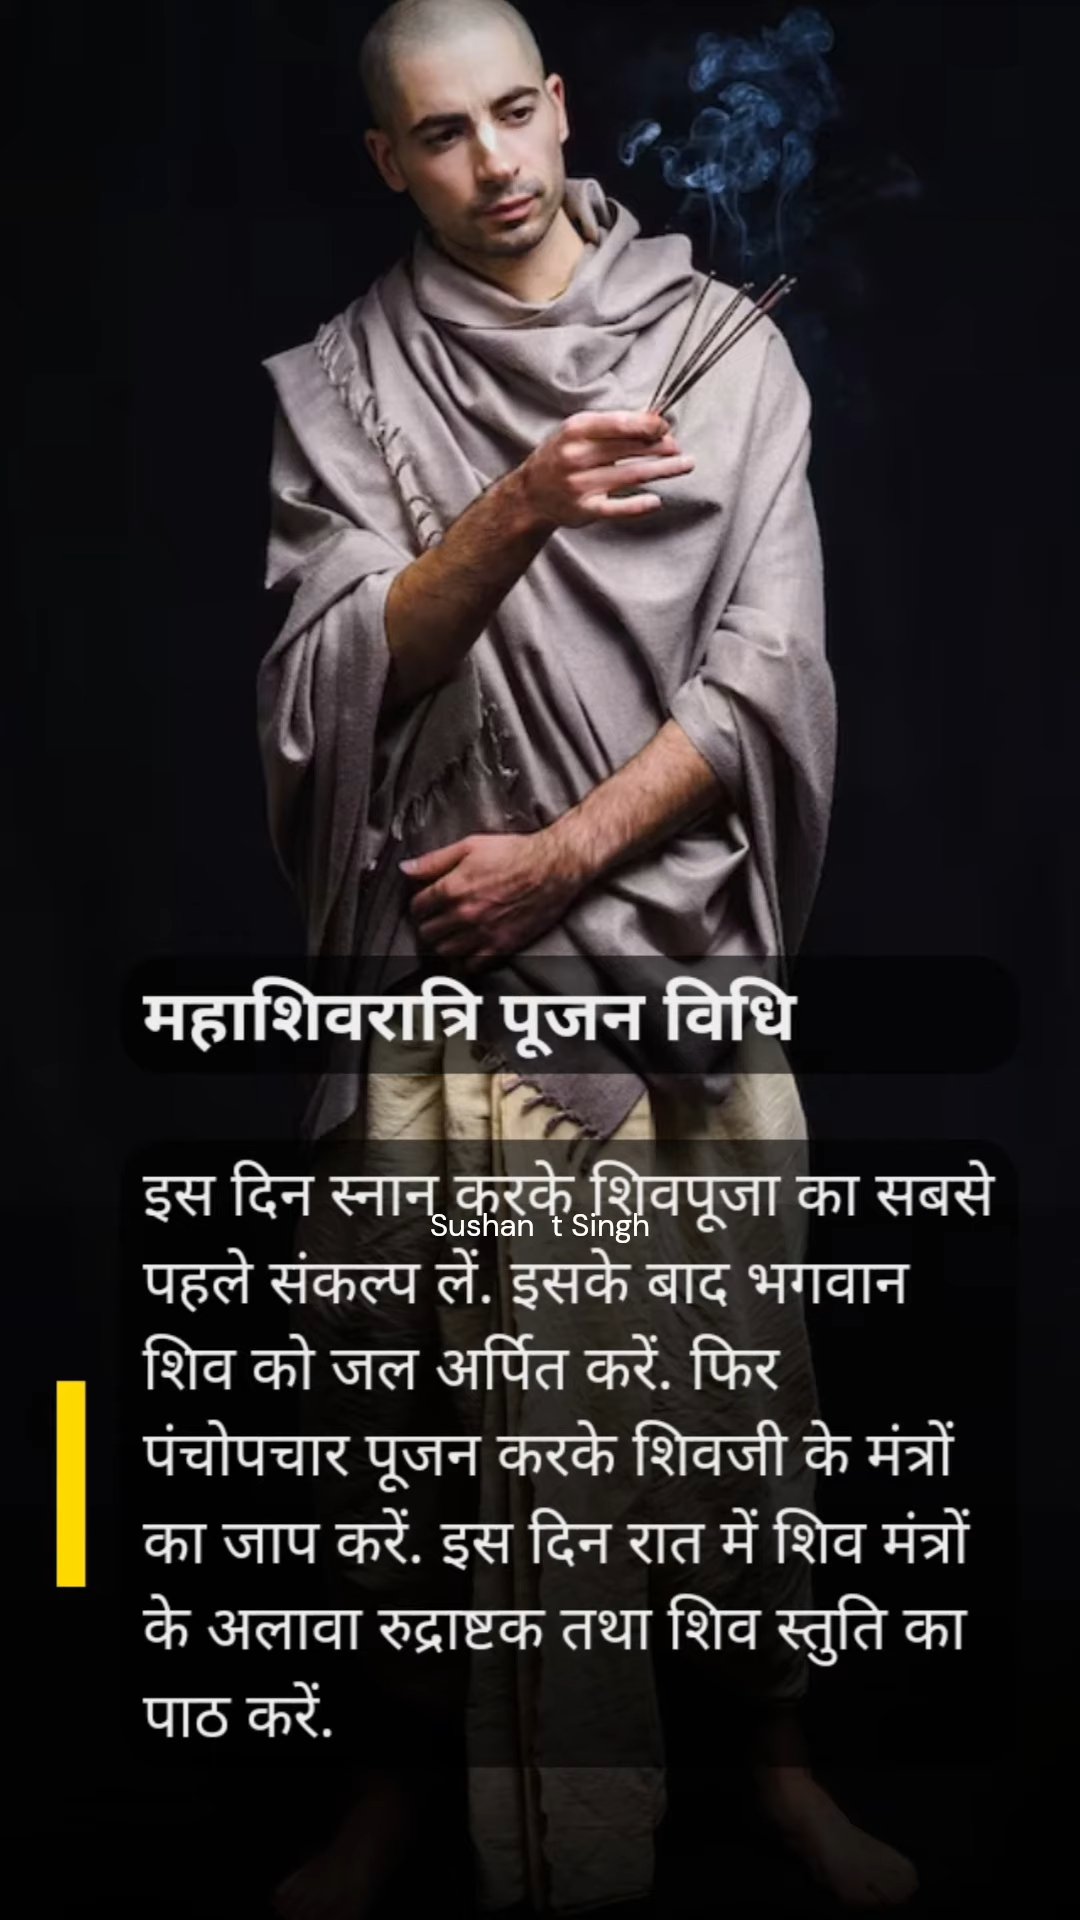 महाशिवरात्रि पूजन विधि
इस दिन स्नान करके शिवपूजा का सबसे
Sushan t Singh
पहले संकल्प लें. इसके बाद भगवान
शिव को जल अर्पित करें. फिर
पंचोपचार पूजन करके शिवजी के मंत्रों
का जाप करें. इस दिन रात में शिव मंत्रों
के अलावा रुद्राष्टक तथा शिव स्तुति का
पाठ करें.